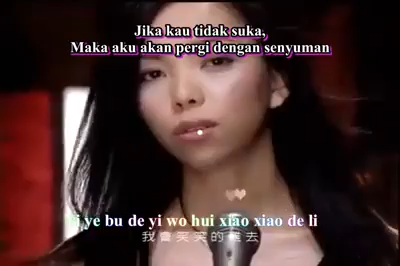 Jika kau tidak suka,
Maka aku akan pergi dengan senyuman
ye bu de yi wo hui xiao xiao de li
我會笑笑的離去